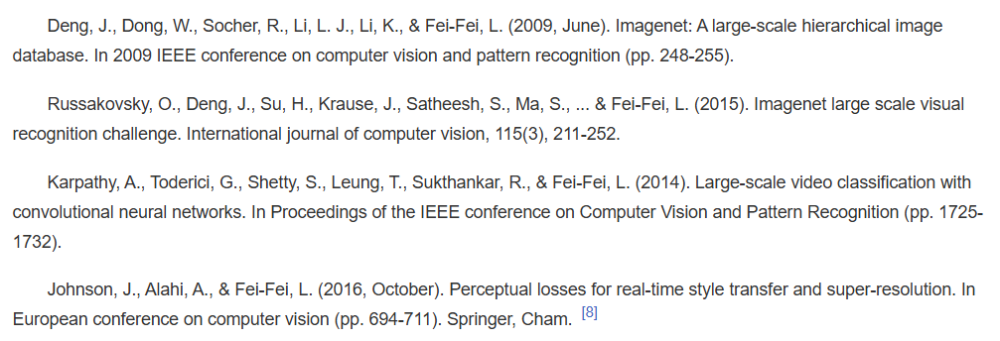 Deng, J., Dong, W., Socher, R., Li, L. J., Li, K., & Fei-Fei, L. (2009, June). Imagenet: A large-scale hierarchical image
database. In 2009 IEEE conference on computer vision and pattern recognition (pp. 248-255).
Russakovsky, O., Deng, J., Su, H., Krause, J., Satheesh, S., Ma, S., ... & Fei-Fei, L. (2015). Imagenet large scale visual
recognition challenge. International journal of computer vision, 115(3), 211-252.
Karpathy, A., Toderici, G., Shetty, S., Leung, T., Sukthankar, R., & Fei-Fei, L. (2014). Large-scale video classification with
convolutional neural networks. In Proceedings of the IEEE conference on Computer Vision and Pattern Recognition (pp. 1725-
1732).
Johnson, J., Alahi, A., & Fei-Fei, L. (2016, October). Perceptual losses for real-time style transfer and super-resolution. In
European conference on computer vision (pp. 694-711). Springer, Cham. [8]